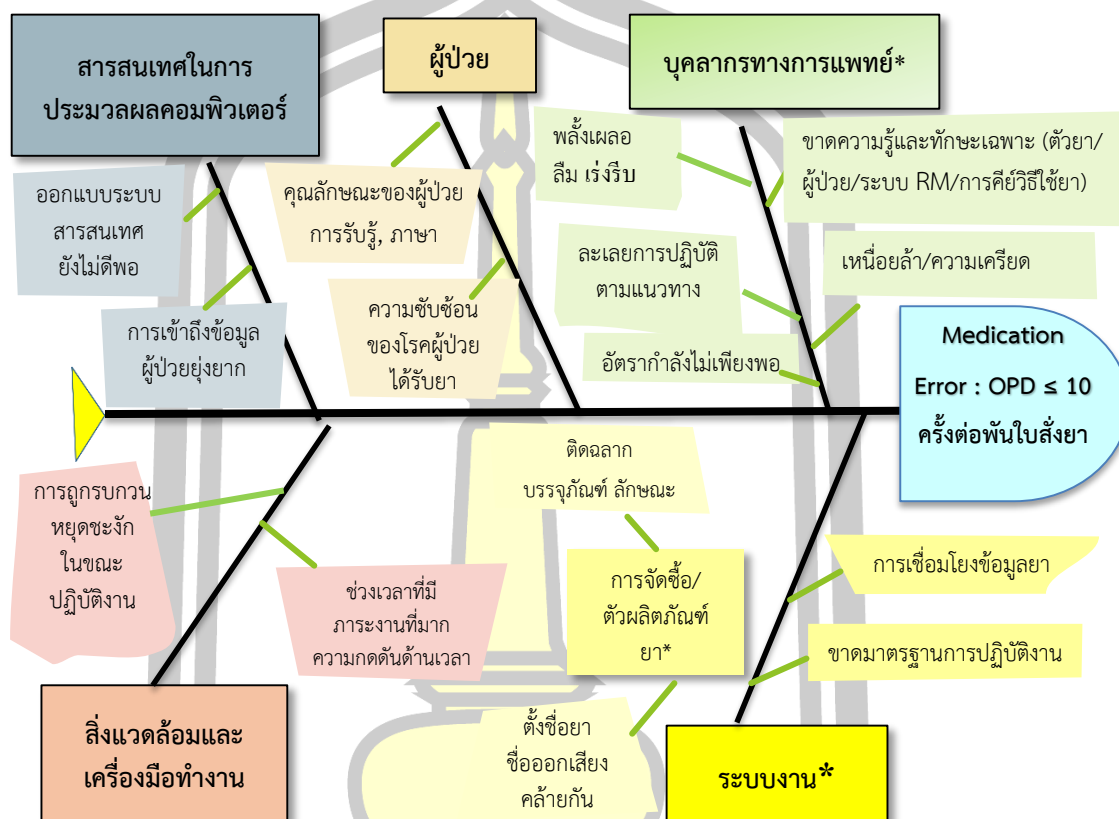 สารสนเทศในการ
ประมวลผลคอมพิวเตอร์
ผู้ป่วย
บุคลากรทางการแพทย์*
ออกแบบระบบ
สารสนเทศ
ยังไม่ดีพอ
การเข้าถึงข้อมูล
ผู้ป่วยยุ่งยาก
คุณลักษณะของผู้ป่วย
การรับรู้, ภาษา
ความซับซ้อน
ของโรคผู้ป่วย
ได้รับยา
พลั้งเผลอ
ลืม เร่งรีบ
ขาดความรู้และทักษะเฉพาะ (ตัวยา/
ผู้ป่วย/ระบบ RM/การคีย์วิธีใช้ยา)
ละเลยการปฏิบัติ
ตามแนวทาง
เหนื่อยล้า/ความเครียด
อัตรากำลังไม่เพียงพอ
Medication
Error : OPD ≤ 10
ครั้งต่อพันใบสั่งยา
การถูกรบกวน
หยุดชะงัก
ในขณะ
ปฏิบัติงาน
ช่วงเวลาที่มี
ภาระงานที่มาก
ความกดดันด้านเวลา
ติดฉลาก
บรรจุภัณฑ์ ลักษณะ
การจัดซื้อ/
ตัวผลิตภัณฑ์
ยา*
ตั้งชื่อยา
ชื่อออกเสียง
คล้ายกัน
การเชื่อมโยงข้อมูลยา
ขาดมาตรฐานการปฏิบัติงาน
สิ่งแวดล้อมและ
เครื่องมือทำงาน
ระบบงาน*